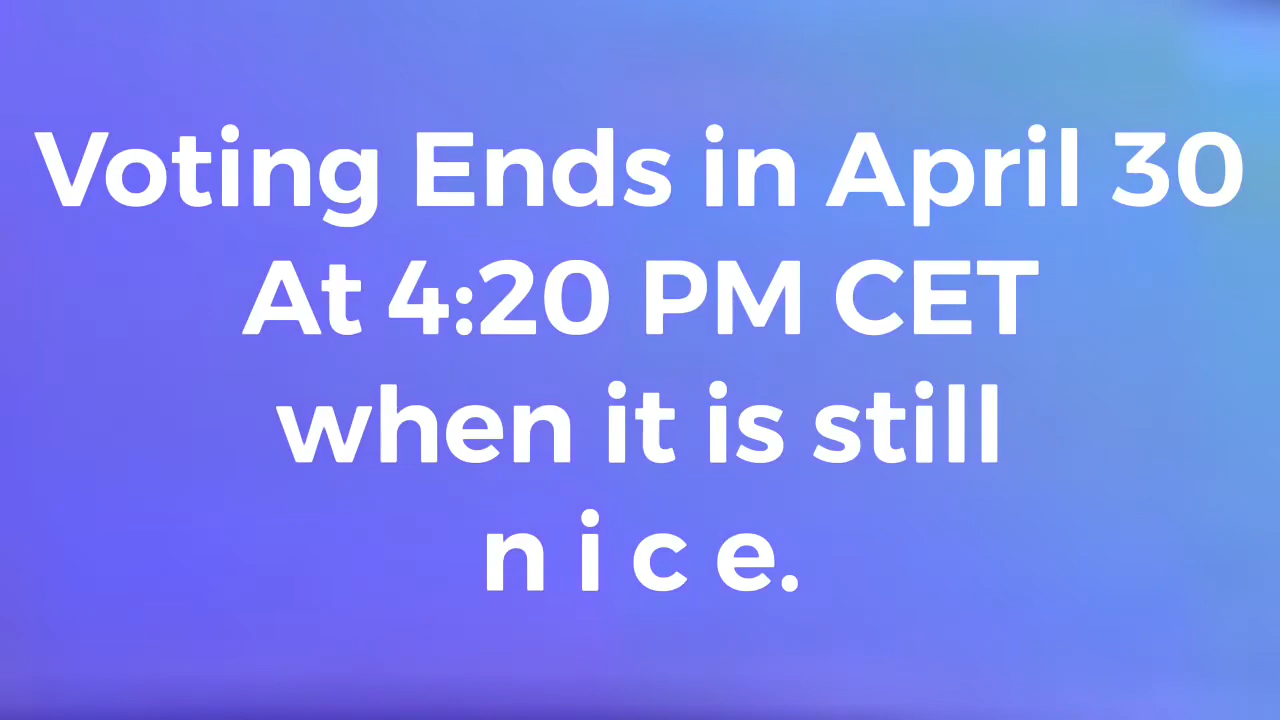 Voting Ends in April 30
At 4:20 PM CET
when it is still
n i c e.